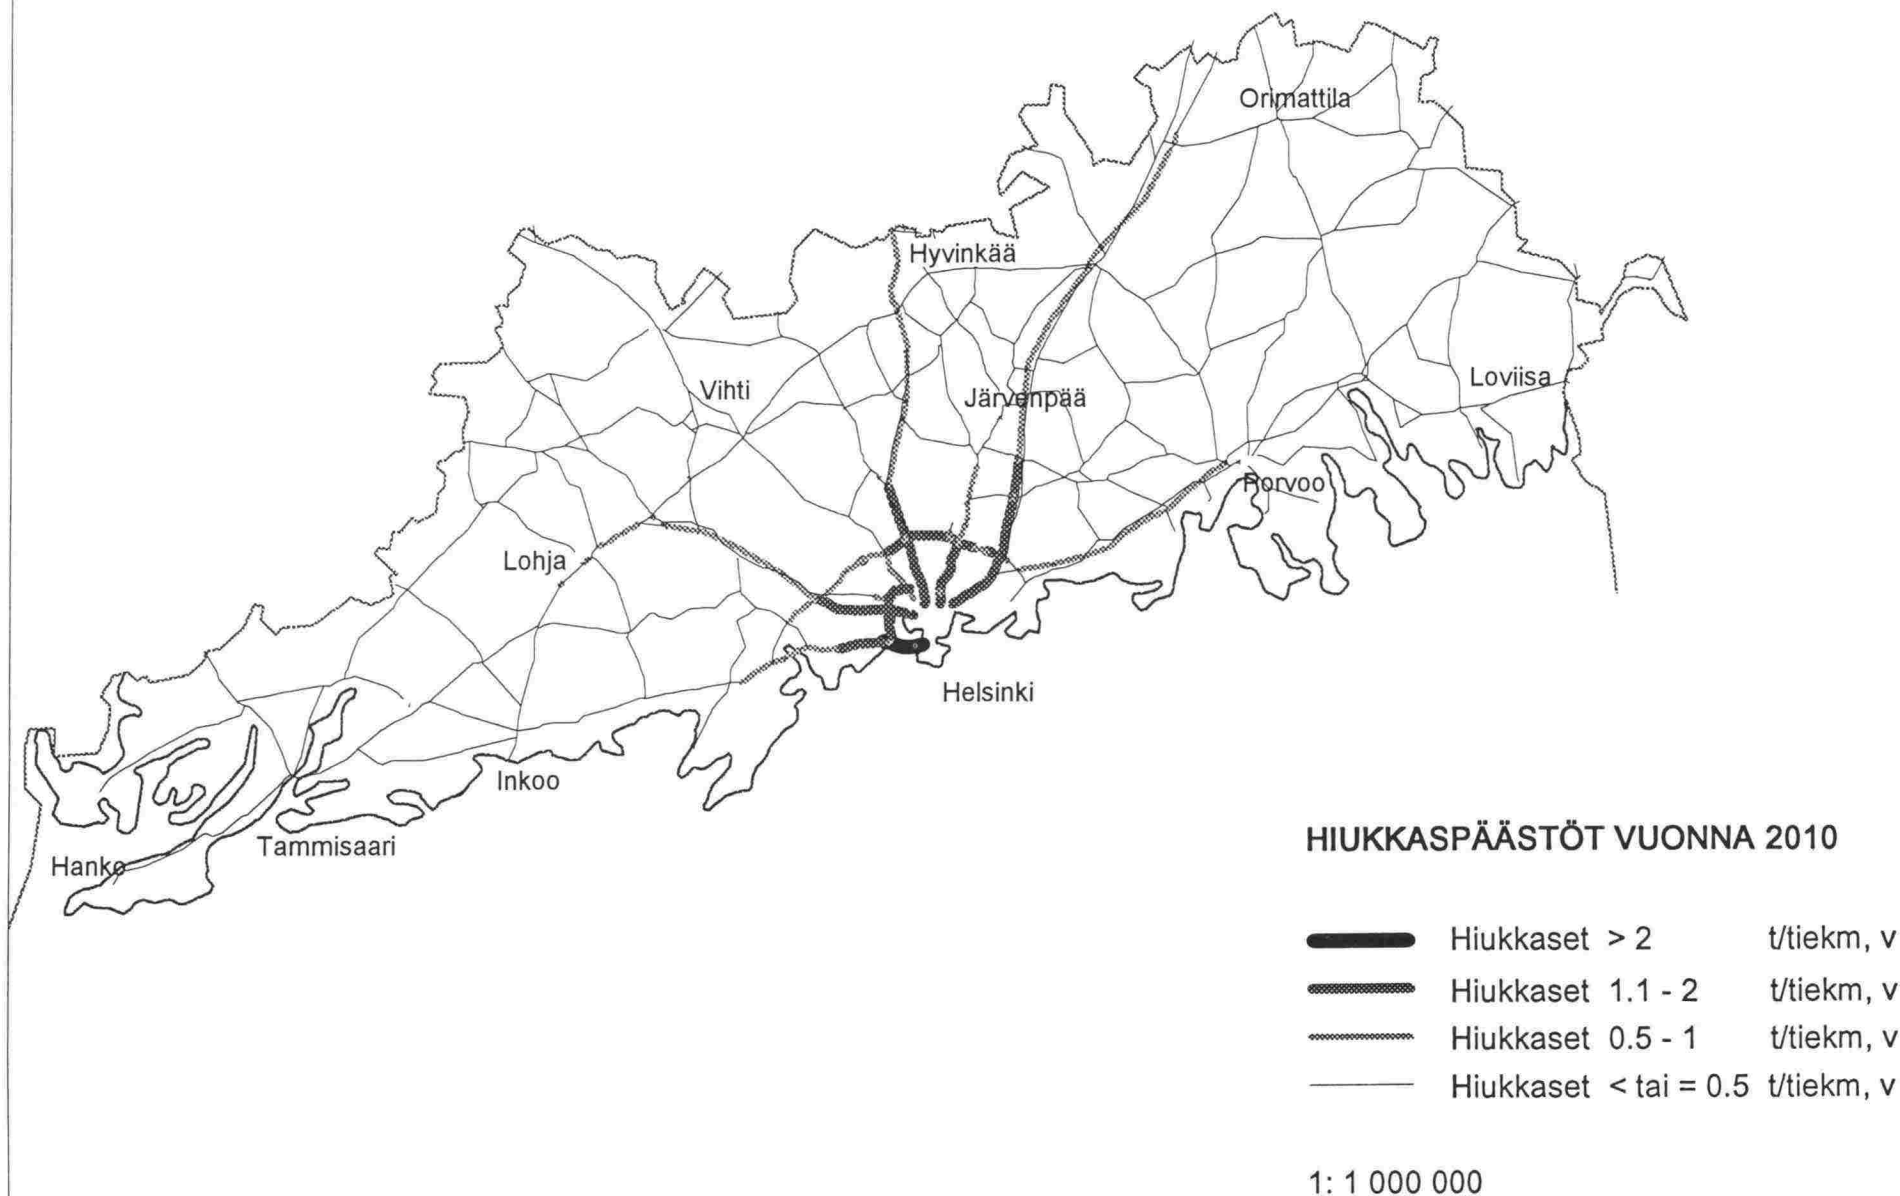 Orimattila
Hyvinkää
Vihti
Järvenpää
Loviisa
Porvoo
Lohja
Helsinki
Inkoo
Tammisaari
Hanko
HIUKKASPÄÄSTÖT VUONNA 2010
Hiukkaset > 2 t/tiekm, v
Hiukkaset 1.1 - 2 t/tiekm, v
Hiukkaset 0.5 - 1 t/tiekm, v
Hiukkaset < tai = 0.5 t/tiekm, v
1: 1 000 000